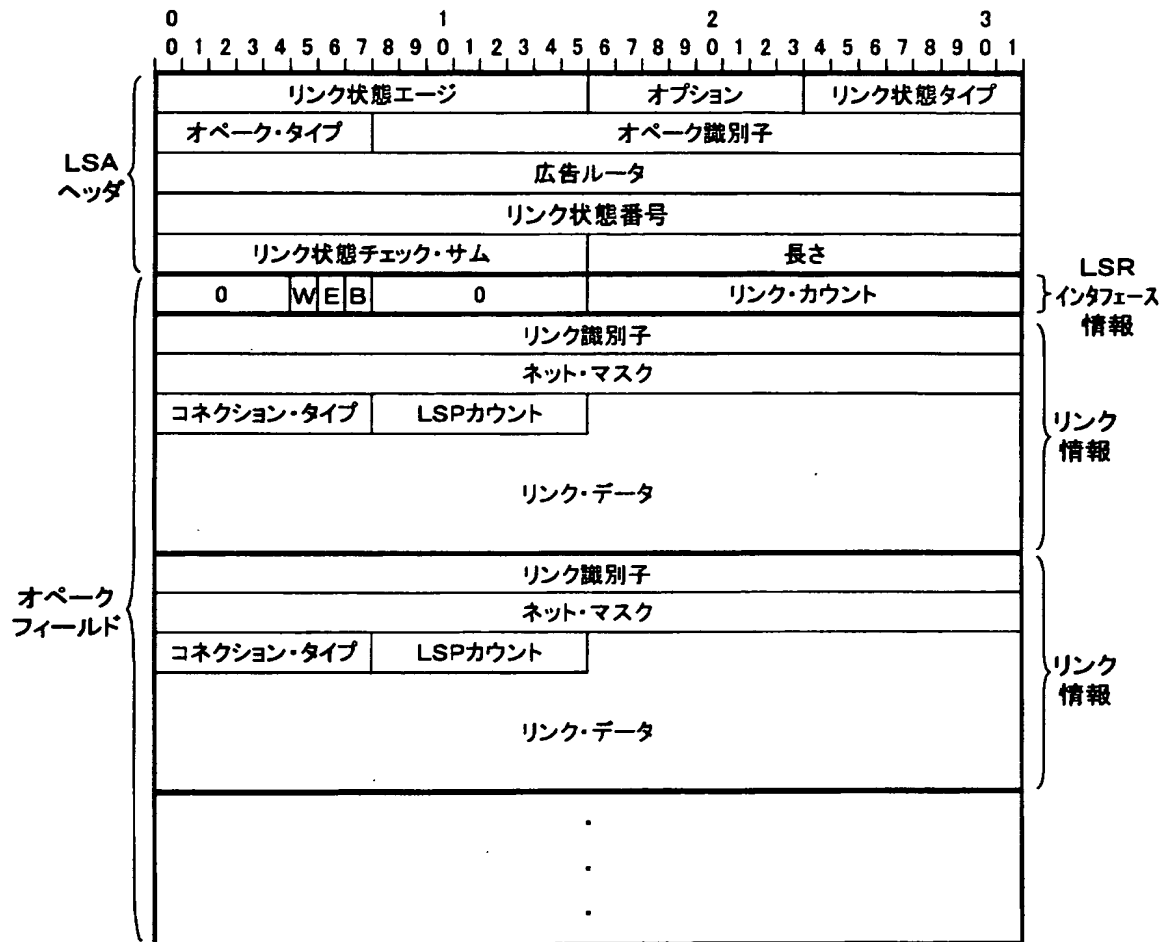 0 1 2 3
0 1 2 3 4 5 6 7 8 9 0 1 2 3 4 5 6 7 8 9 0 1 2 3 4 5 6 7 8 9 0 1
リンク状態エージ オプション リンク状態タイプ
オペーク・タイプ オペーク識別子
LSA
ヘッダ
広告ルータ
リンク状態番号
リンク状態チェック・サム 長さ
0 W E B 0 リンク・カウント
LSR
インタフェース
情報
リンク識別子
ネット・マスク
コネクション・タイプ LSPカウント
リンク・データ
リンク
情報
オペーク
フィールド
リンク識別子
ネット・マスク
コネクション・タイプ LSPカウント
リンク・データ
リンク
情報